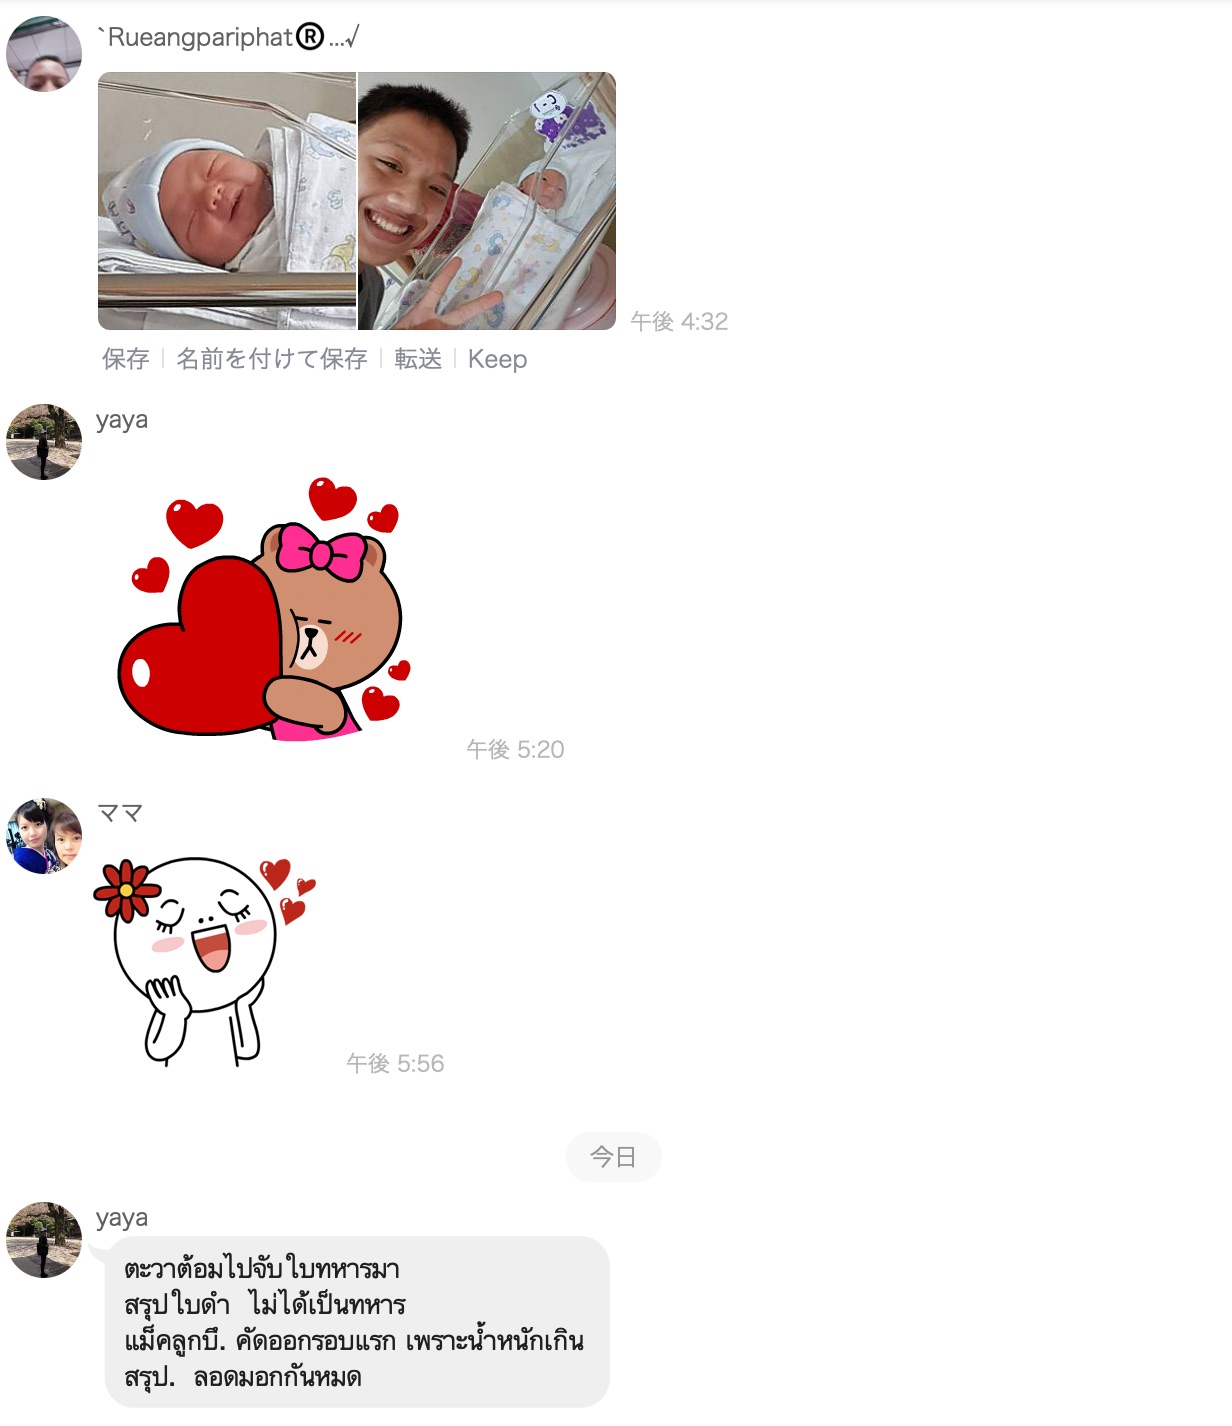 `Rueangpariphat®️...√
午後 4:32
保存 | 名前を付けて保存 | 転送 | Keep
yaya
午後 5:20
ママ
午後 5:56
今日
yaya
ตะวาต้อมไปจับใบทหารมา
สรุปใบดำ  ไม่ได้เป็นทหาร
แม็คลูกบี. คัดออกรอบแรก เพราะน้ำหนักเกิน
สรุป.  ลอดมอกกันหมด